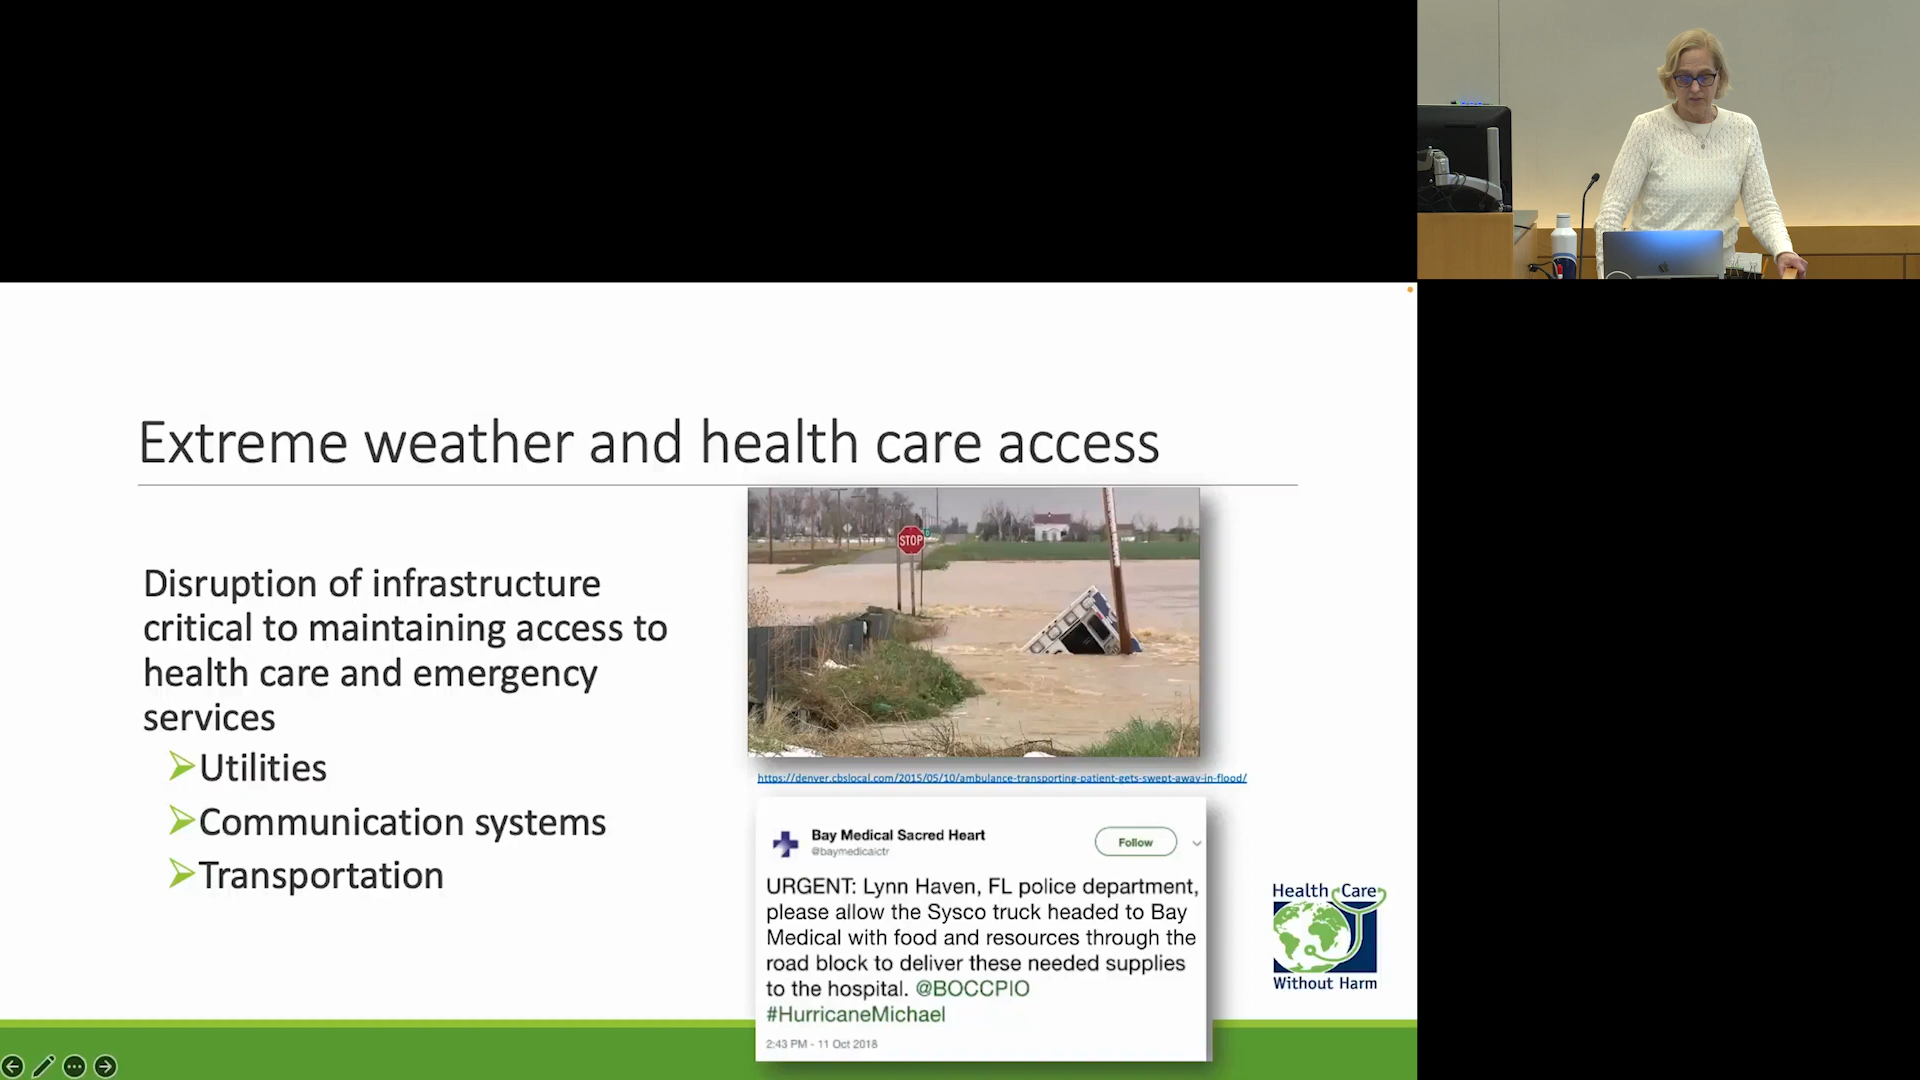 Extreme weather and health care access
Disruption of infrastructure
critical to maintaining access to
health care and emergency
services
Utilities
Communication systems
Transportation
STOP
https://denver.cbslocal.com/2015/05/10/ambulance-transporting-patient-gets-swept-away-in-flood/
Bay Medical Sacred Heart
@baymedicalctr
Follow
URGENT: Lynn Haven, FL police department,
please allow the Sysco truck headed to Bay
Medical with food and resources through the
road block to deliver these needed supplies
to the hospital. @BOCCPIO
#HurricaneMichael
2:43 PM - 11 Oct 2018
Health Care
Without Harm